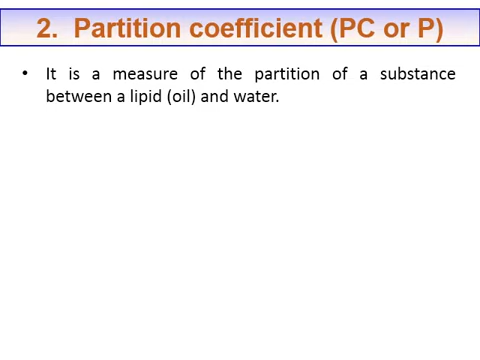 2. Partition coefficient (PC or P)
• It is a measure of the partition of a substance
between a lipid (oil) and water.